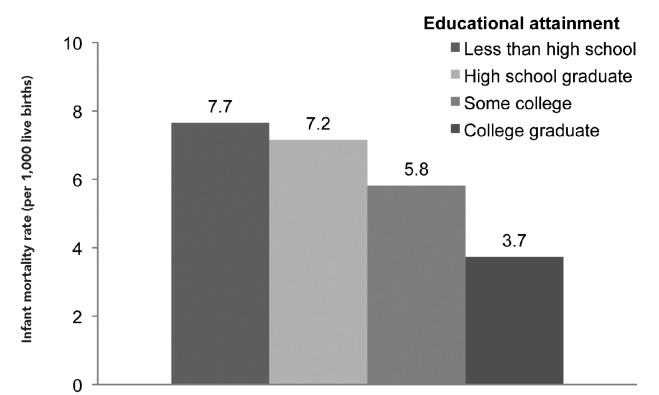 Educational attainment
Less than high school
High school graduate
Some college
College graduate
Infant mortality rate (per 1,000 live births)
10
8
6
4
2
0
7.7
7.2
5.8
3.7